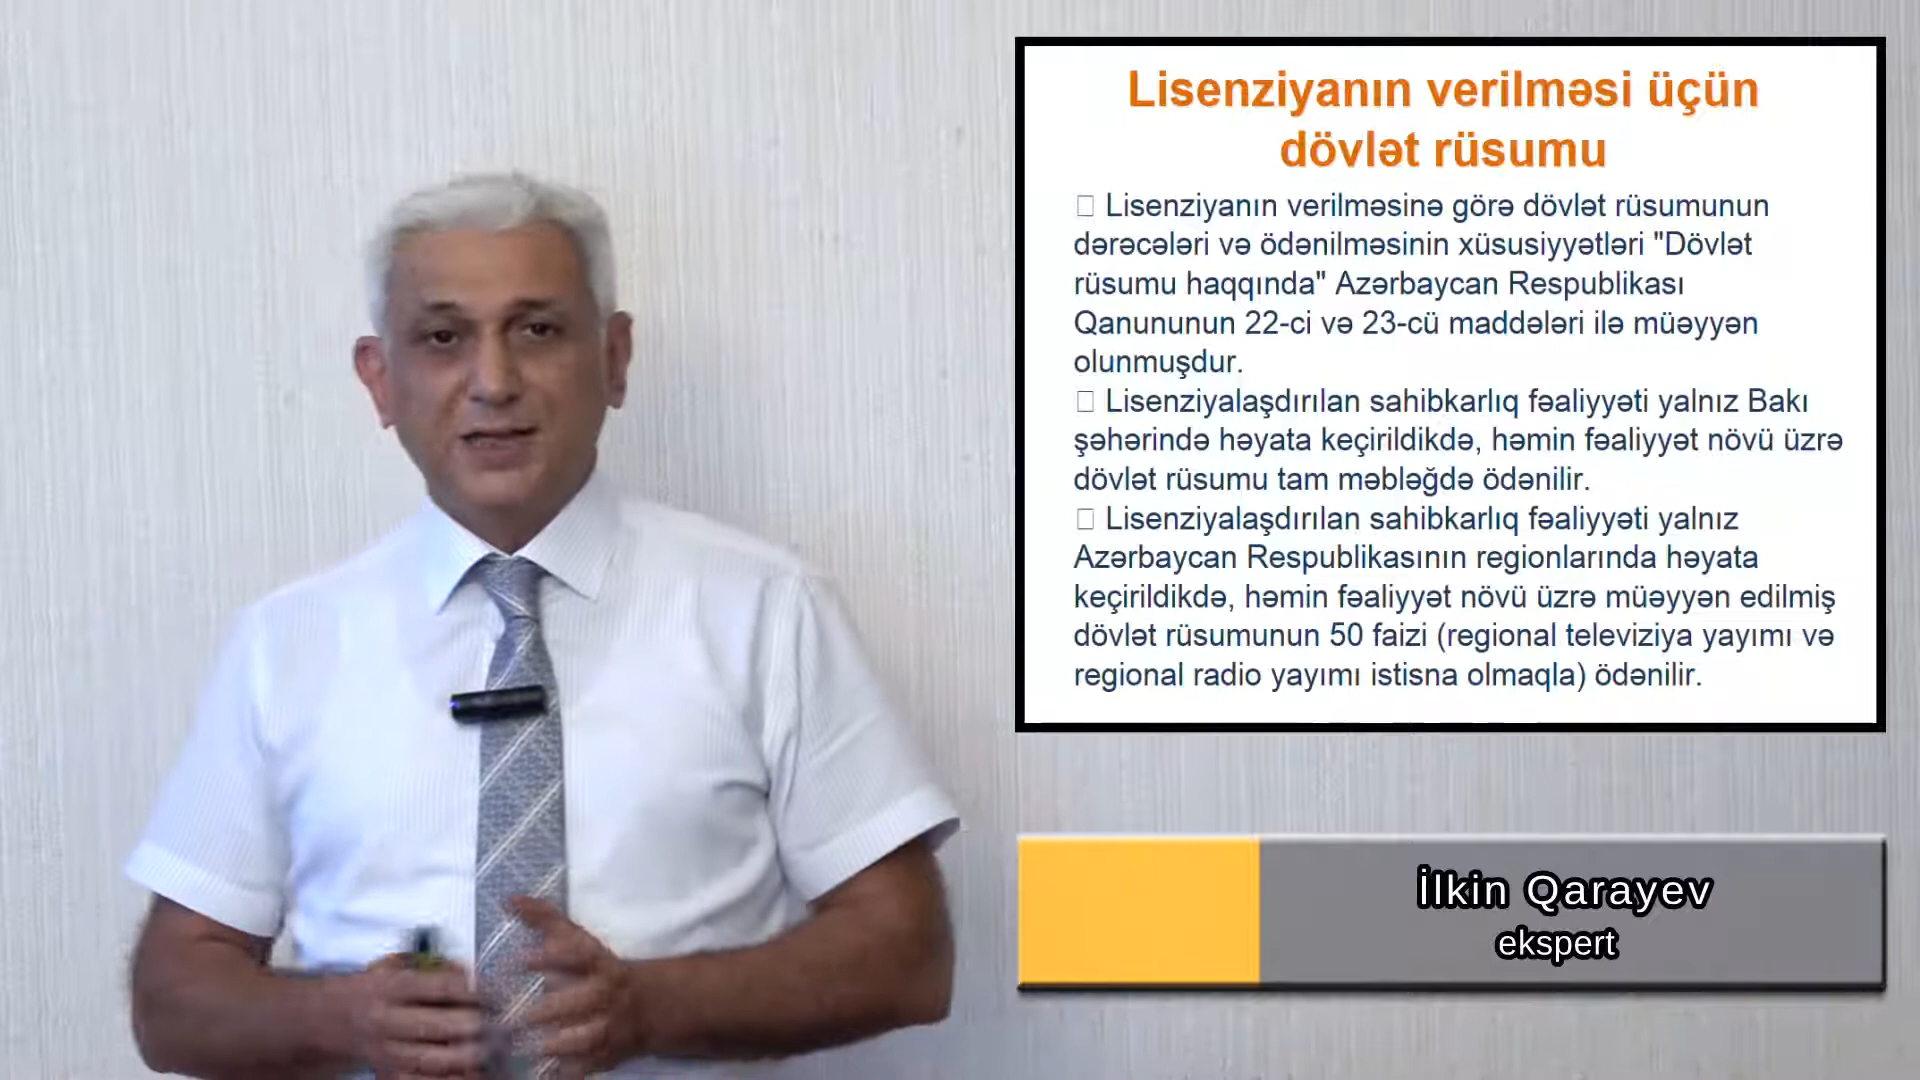 Lisenziyanın verilməsi üçün
dövlət rüsumu
Lisenziyanın verilməsinə görə dövlət rüsumunun
dərəcələri və ödənilməsinin xüsusiyyətləri "Dövlət
rüsumu haqqında" Azərbaycan Respublikası
Qanununun 22-ci və 23-cü maddələri ilə müəyyən
olunmuşdur.
Lisenziyalaşdırılan sahibkarlıq fəaliyyəti yalnız Bakı
şəhərində həyata keçirildikdə, həmin fəaliyyət növü üzrə
dövlət rüsumu tam məbləğdə ödənilir.
Lisenziyalaşdırılan sahibkarlıq fəaliyyəti yalnız
Azərbaycan Respublikasının regionlarında həyata
keçirildikdə, həmin fəaliyyət növü üzrə müəyyən edilmiş
dövlət rüsumunun 50 faizi (regional televiziya yayımı və
regional radio yayımı istisna olmaqla) ödənilir.
İlkin Qarayev
ekspert